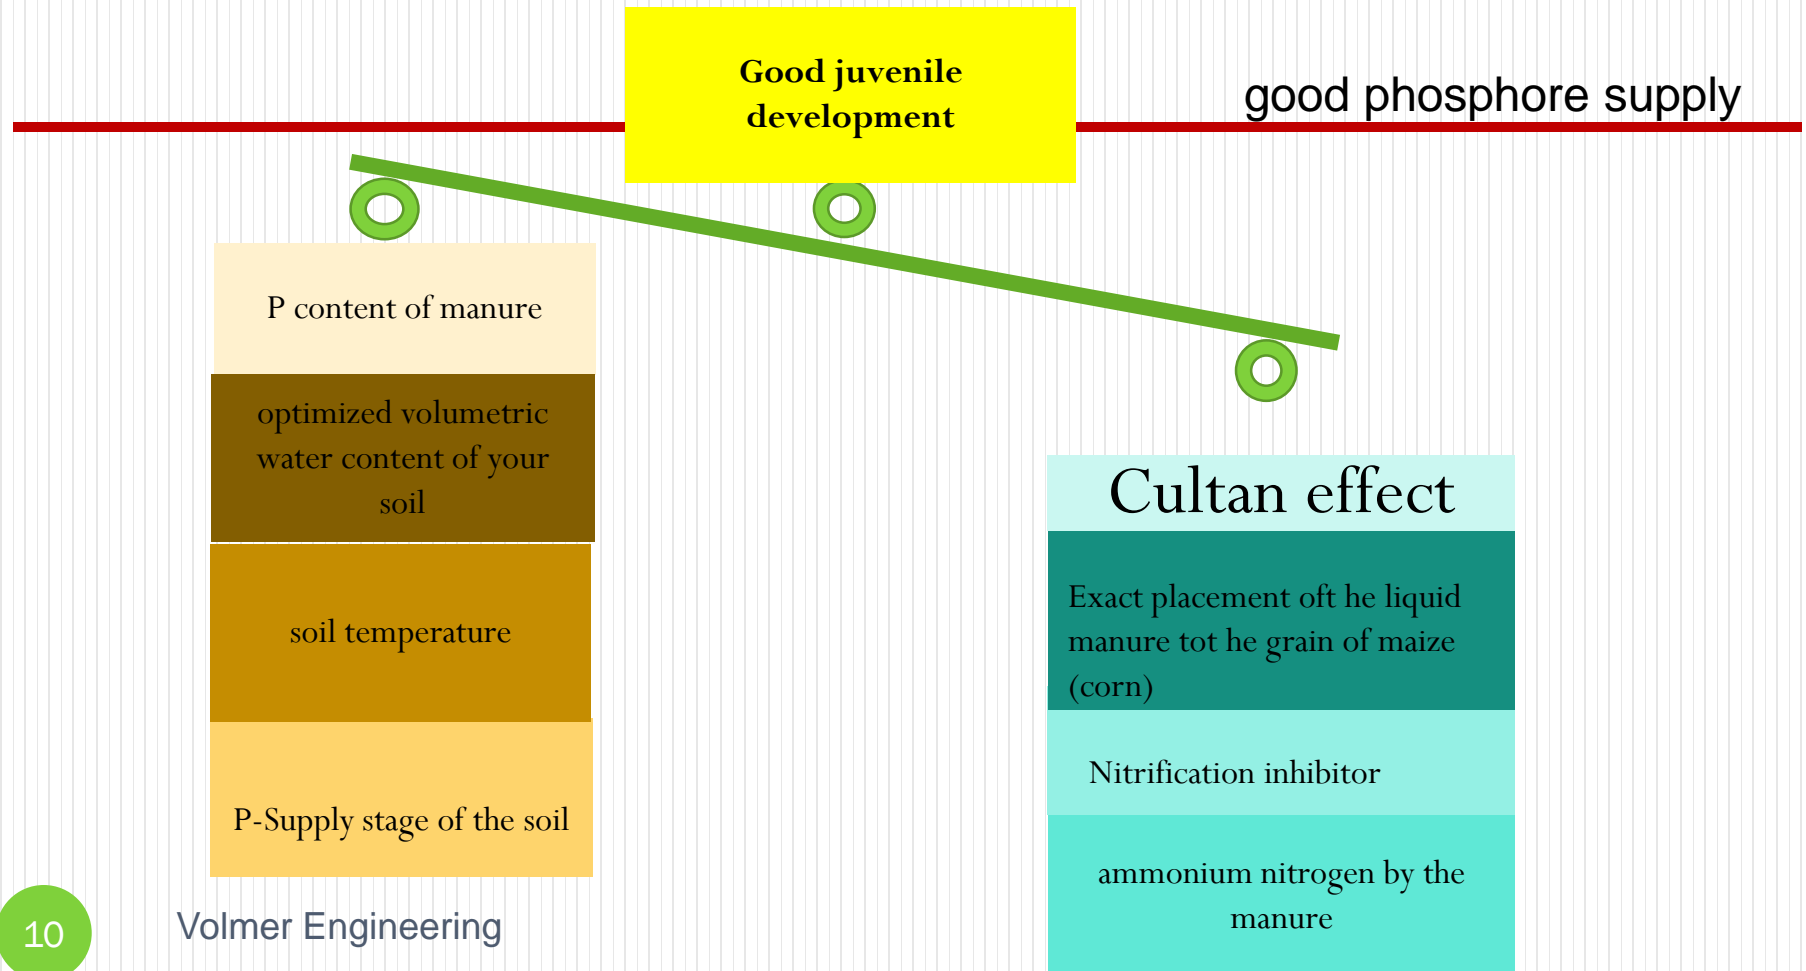 Good juvenile
development
good phosphore supply
P content of manure
optimized volumetric
water content of your
soil
soil temperature
P-Supply stage of the soil
Cultan effect
Exact placement oft he liquid
manure tot he grain of maize
(corn)
Nitrification inhibitor
ammonium nitrogen by the
manure
10
Volmer Engineering